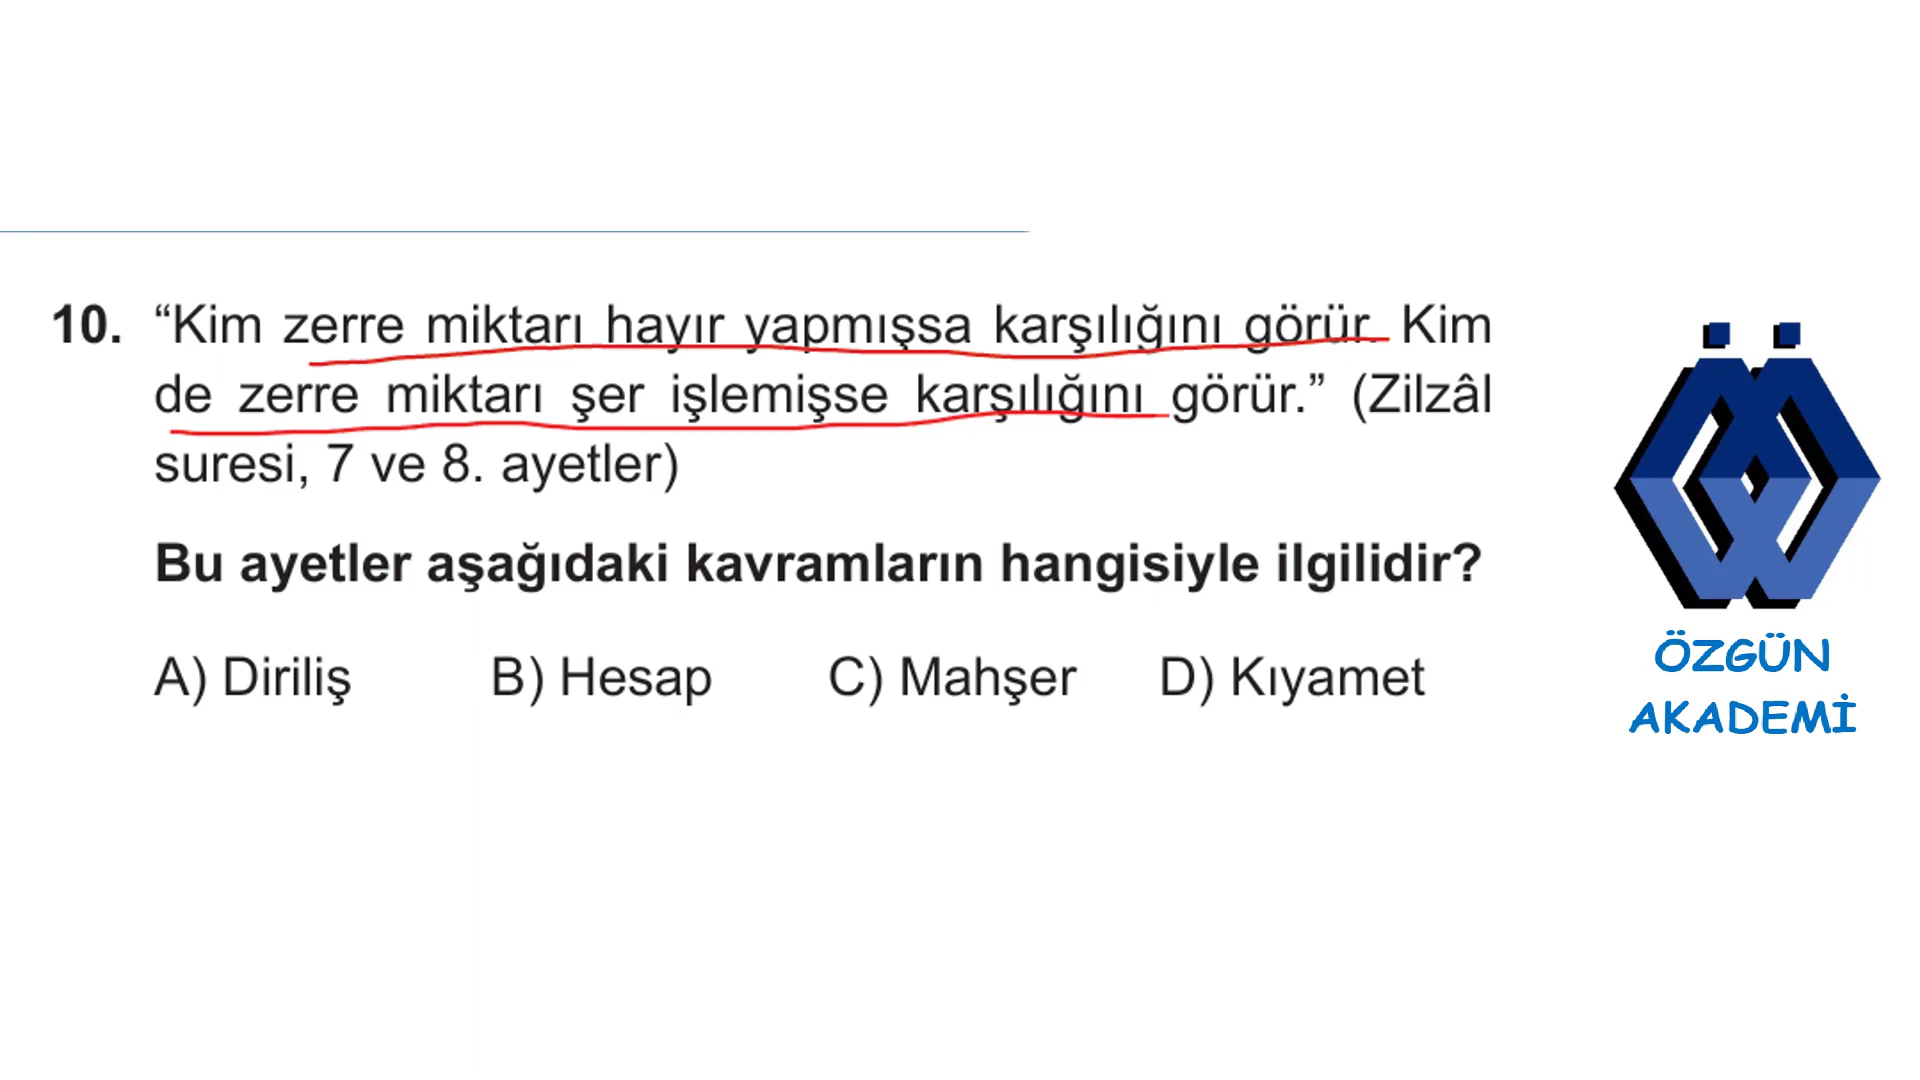 10. “Kim zerre miktarı hayır yapmışsa karşılığını görür. Kim
de zerre miktarı şer işlemişse karşılığını görür.” (Zilzâl
suresi, 7 ve 8. ayetler)
Bu ayetler aşağıdaki kavramların hangisiyle ilgilidir?
A) Diriliş B) Hesap C) Mahşer D) Kıyamet
ÖZGÜN
AKADEMİ